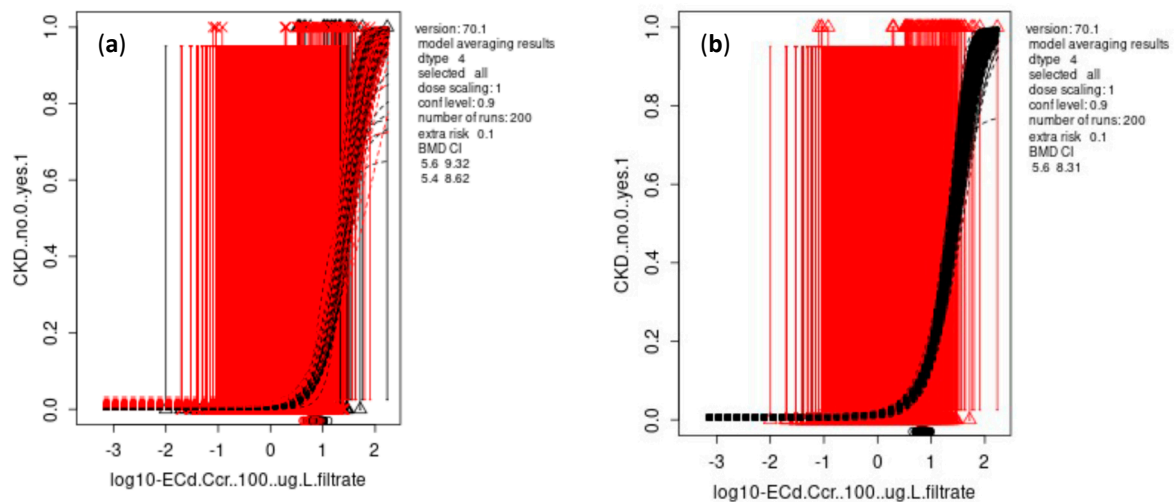 (a)
CKD..no.0..yes.1
1.0
0.8
0.6
0.4
0.2
0.0
-3 -2 -1 0 1 2
log10-ECd.Ccr..100..ug.L.filtrate
version: 70.1
model averaging results
dtype 4
selected all
dose scaling: 1
conf level: 0.9
number of runs: 200
extra risk 0.1
BMD CI
5.6 9.32
5.4 8.62
(b)
CKD..no.0..yes.1
1.0
0.8
0.6
0.4
0.2
0.0
-3 -2 -1 0 1 2
log10-ECd.Ccr..100..ug.L.filtrate
version: 70.1
model averaging results
dtype 4
selected all
dose scaling: 1
conf level: 0.9
number of runs: 200
extra risk 0.1
BMD CI
5.6 8.31